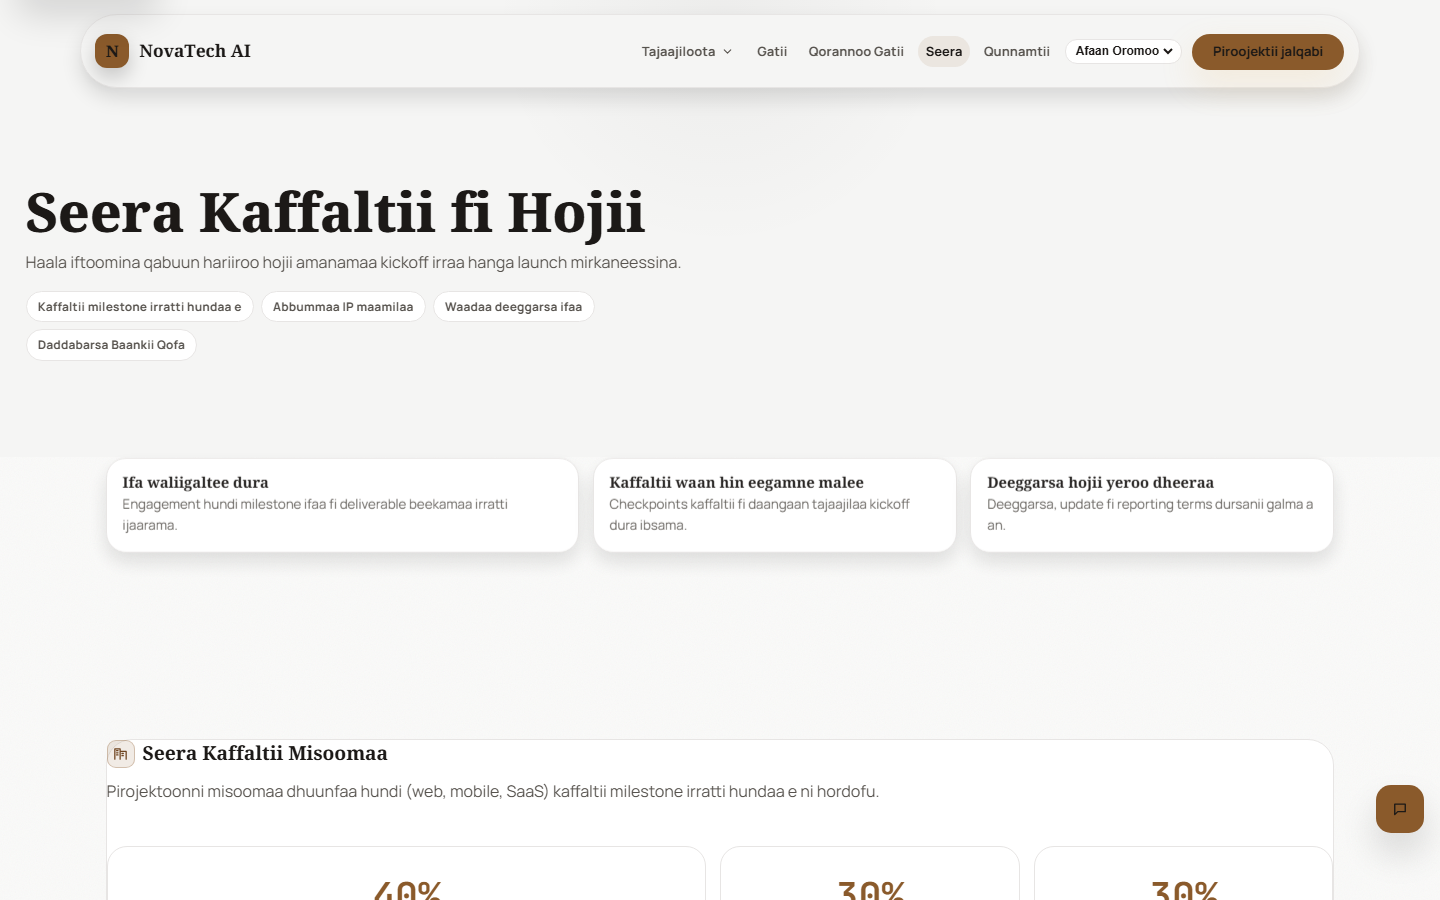 N NovaTech AI Tajaajiloota Gatii Qorannoo Gatii Seera Qunnamtii Afaan Oromoo Piroojektii jalqabi
Seera Kaffaltii fi Hojii
Haala iftoomina qabuun hariiroo hojii amanamaa kickoff irraa hanga launch mirkaneessina.
Kaffaltii milestone irratti hundaa e Abbummaa IP maamilaa Waadaa deeggarsa ifaa
Daddabarsa Baankii Qofa
Ifa waliigaltee dura
Engagement hundi milestone ifaa fi deliverable beekamaa irratti
ijaarama.
Kaffaltii waan hin eegamne malee
Checkpoints kaffaltii fi daangaan tajaajilaa kickoff
dura ibsama.
Deeggarsa hojii yeroo dheeraa
Deeggarsa, update fi reporting terms dursanii galma a
an.
Seera Kaffaltii Misoomaa
Pirojektoonni misoomaa dhuunfaa hundi (web, mobile, SaaS) kaffaltii milestone irratti hundaa e ni hordofu.
40% 30% 30%